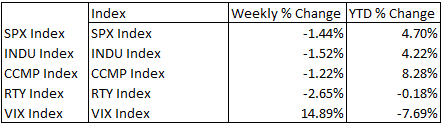 Index Weekly % Change YTD % Change
SPX Index SPX Index -1.44% 4.70%
INDU Index INDU Index -1.52% 4.22%
CCMP Index CCMP Index -1.22% 8.28%
RTY Index RTY Index -2.65% -0.18%
VIX Index VIX Index 14.89% -7.69%